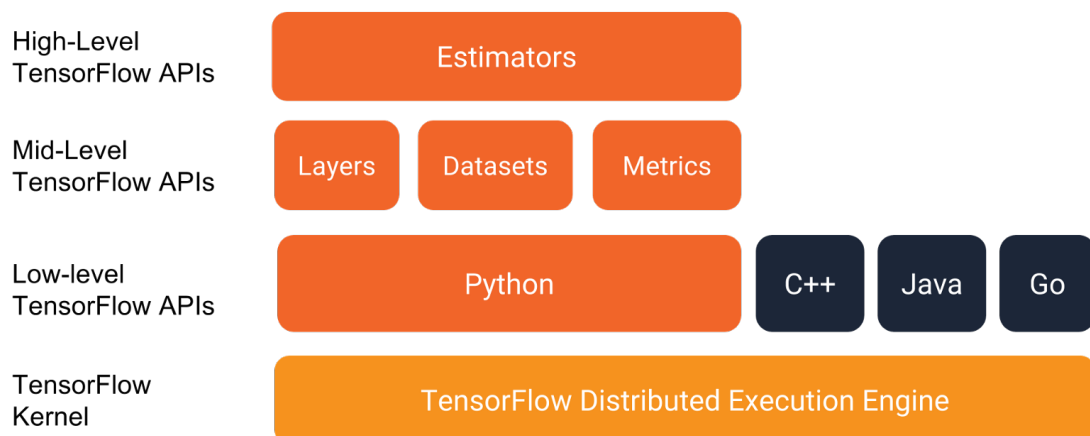 High-Level
TensorFlow APIs
Estimators
Mid-Level
TensorFlow APIs
Layers
Datasets
Metrics
Low-level
TensorFlow APIs
Python
C++
Java
Go
TensorFlow
Kernel
TensorFlow Distributed Execution Engine